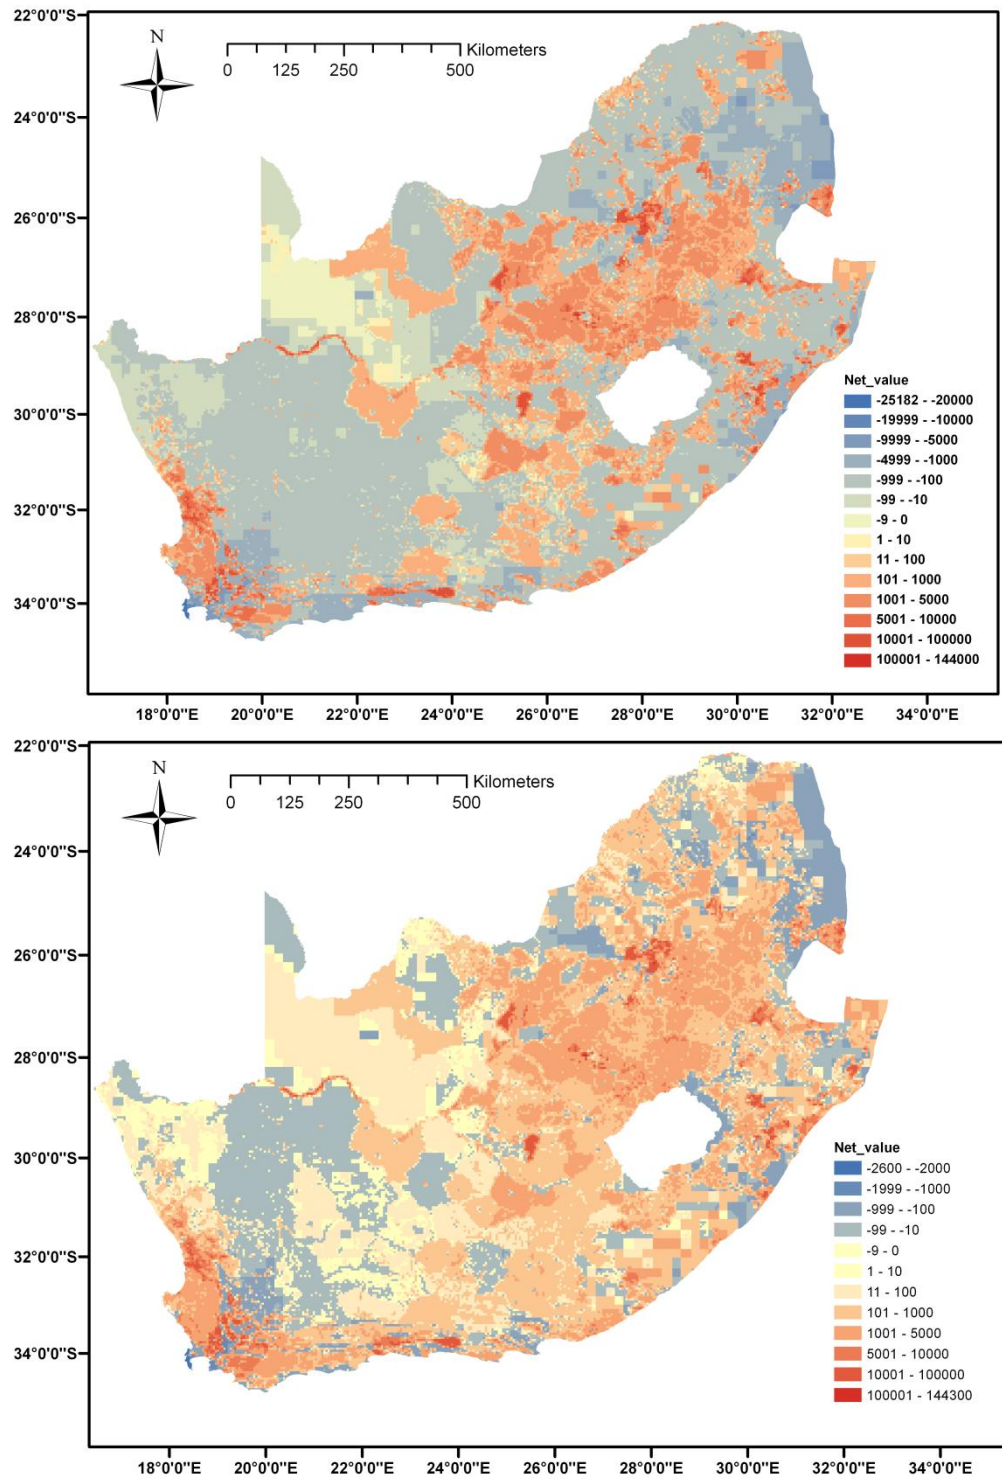 22°0'0"S
N
Kilometers
0 125 250 500
24°0'0"S
26°0'0"S
28°0'0"S
30°0'0"S
32°0'0"S
34°0'0"S
Net_value
-25182 - -20000
-19999 - -10000
-9999 - -5000
-4999 - -1000
-999 - -100
-99 - -10
-9 - 0
1 - 10
11 - 100
101 - 1000
1001 - 5000
5001 - 10000
10001 - 100000
100001 - 144000
18°0'0"E 20°0'0"E 22°0'0"E 24°0'0"E 26°0'0"E 28°0'0"E 30°0'0"E 32°0'0"E 34°0'0"E
22°0'0"S
N
Kilometers
0 125 250 500
24°0'0"S
26°0'0"S
28°0'0"S
30°0'0"S
32°0'0"S
34°0'0"S
Net_value
-2600 - -2000
-1999 - -1000
-999 - -100
-99 - -10
-9 - 0
1 - 10
11 - 100
101 - 1000
1001 - 5000
5001 - 10000
10001 - 100000
100001 - 144300
18°0'0"E 20°0'0"E 22°0'0"E 24°0'0"E 26°0'0"E 28°0'0"E 30°0'0"E 32°0'0"E 34°0'0"E